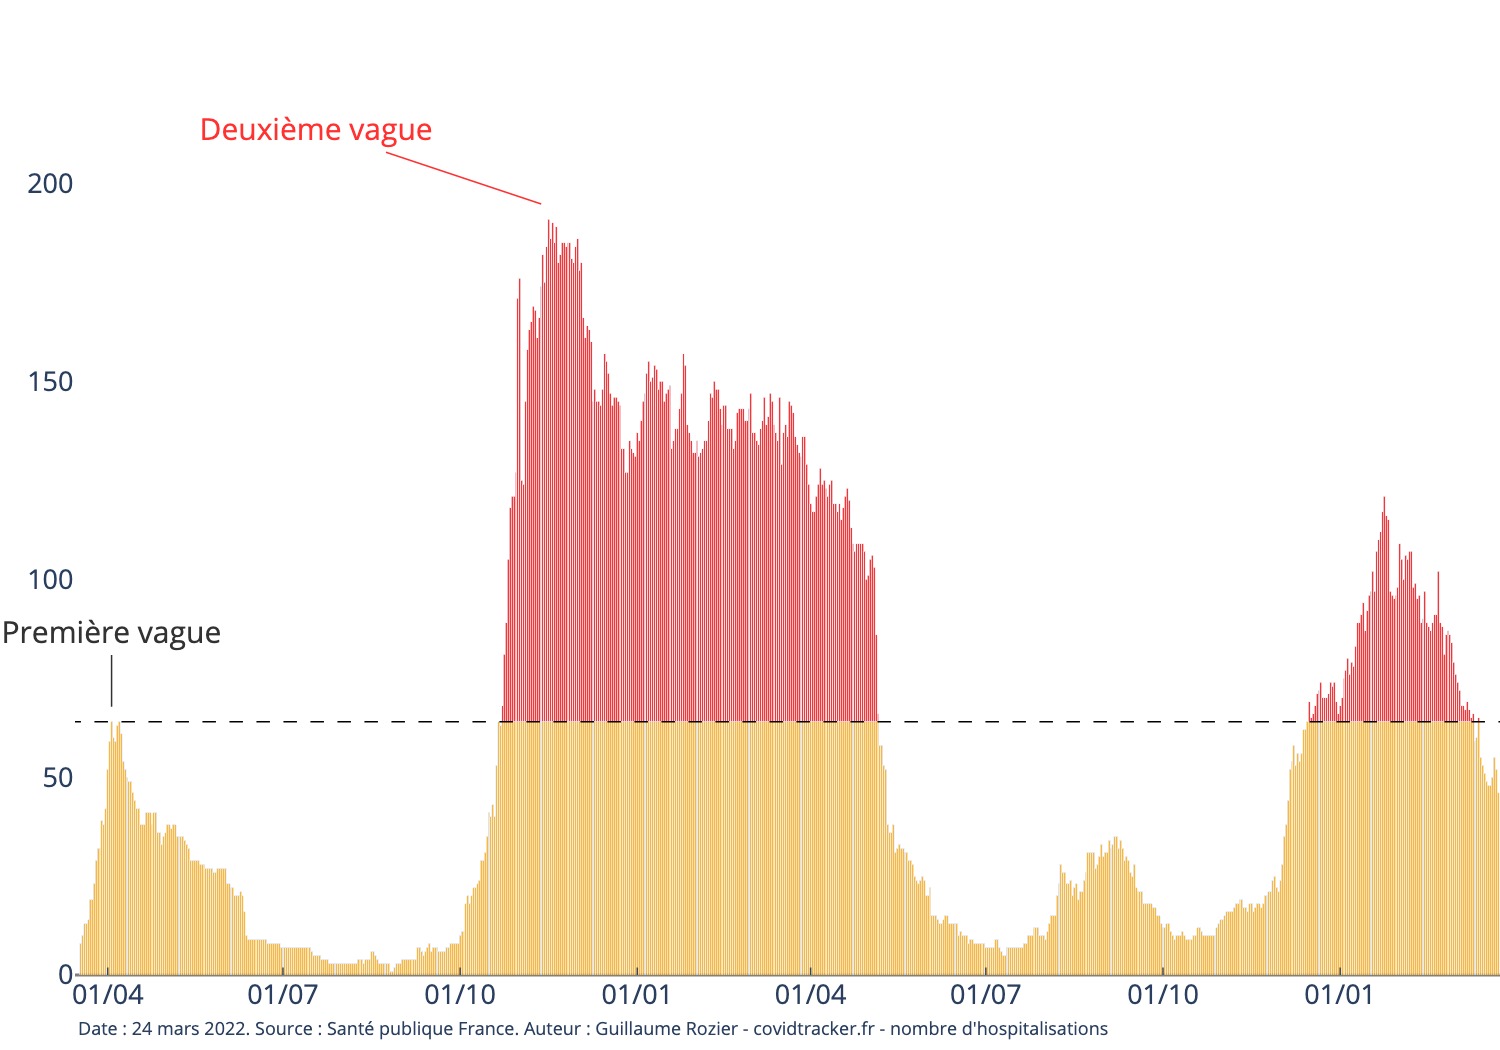 Deuxième vague
200
150
100
Première vague
50
0
01/04 01/07 01/10 01/01 01/04 01/07 01/10 01/01
Date : 24 mars 2022. Source : Santé publique France. Auteur : Guillaume Rozier - covidtracker.fr - nombre d'hospitalisations